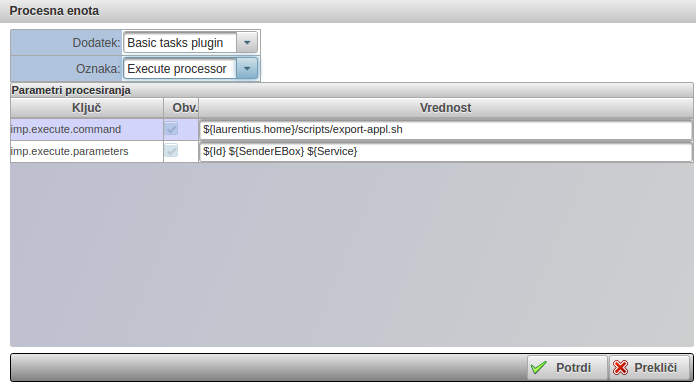 Procesna enota
Dodatek: Basic tasks plugin
Oznaka: Execute processor
Parametri procesiranja
Ključ Obv. Vrednost
imp.execute.command ${laurentius.home}/scripts/export-appl.sh
imp.execute.parameters ${Id} ${SenderEBox} ${Service}
Potrdi Prekliči